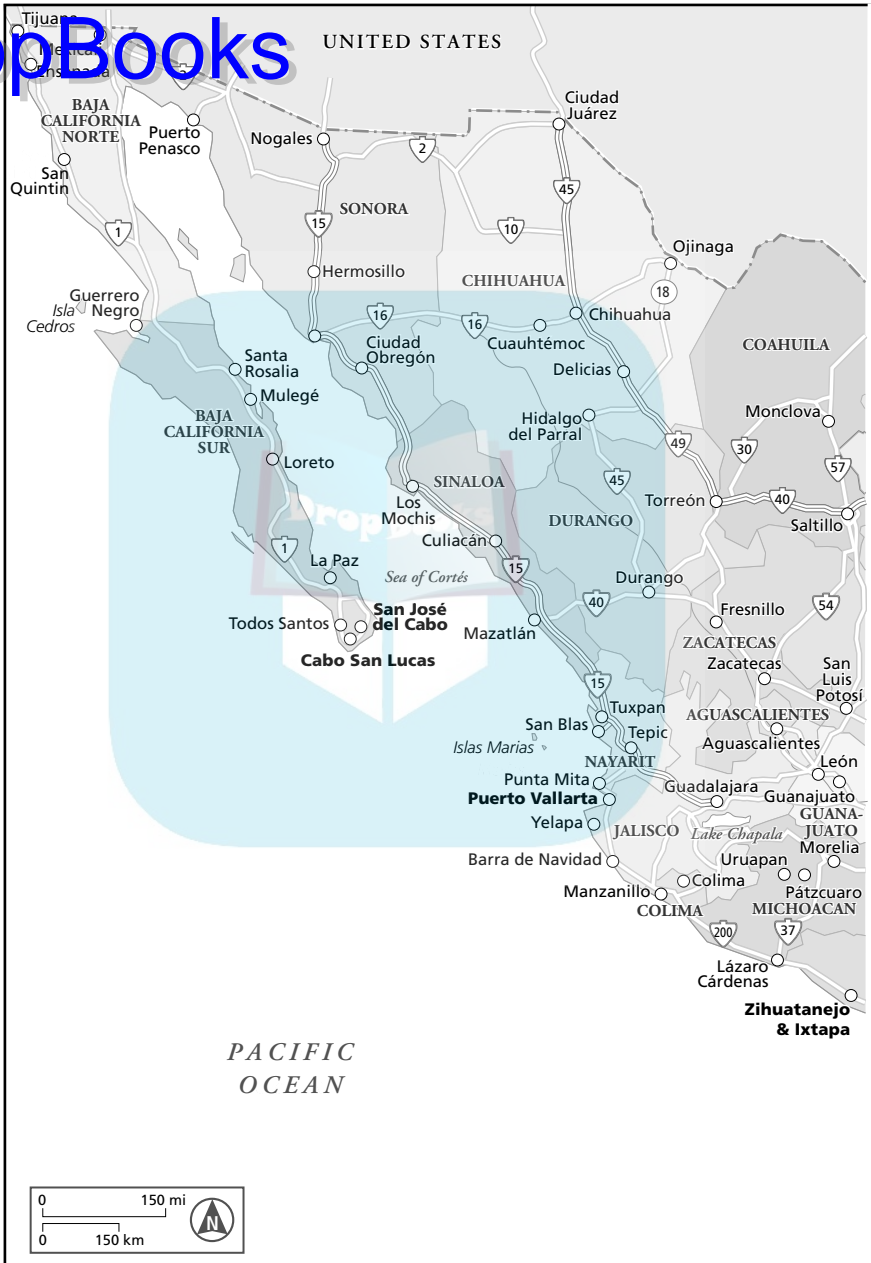 Tijuana
opBooks
Mexicali
Ensenada
2
UNITED STATES
BAJA
CALIFORNIA
NORTE
Puerto
Penasco
Nogales
2
Ciudad
Juárez
San
Quintin
SONORA
45
1
15
10
Ojinaga
Hermosillo
CHIHUAHUA
18
Guerrero
Negro
Isla
Cedros
16
16
Chihuahua
Ciudad
Obregón
Cuauhtémoc
COAHUILA
Santa
Rosalia
Delicias
Mulegé
Monclova
BAJA
CALIFORNIA
SUR
Hidalgo
del Parral
49
30
57
Loreto
SINALOA
45
DropBooks
Los
Mochis
Torreón
40
DURANGO
Saltillo
Culiacán
1
La Paz
Sea of Cortés
15
Durango
40
54
Todos Santos
San José
del Cabo
Mazatlán
Fresnillo
ZACATECAS
Cabo San Lucas
Zacatecas
San
Luis
Potosí
15
Tuxpan
San Blas
AGUASCALIENTES
Tepic
Aguascalientes
Islas Marias
NAYARIT
León
Punta Mita
Guadalajara
Puerto Vallarta
Guanajuato
GUANA-
JUATO
Yelapa
JALISCO
Lake Chapala
Morelia
Barra de Navidad
Uruapan
Colima
Manzanillo
Pátzcuaro
COLIMA
MICHOACAN
200
37
Lázaro
Cárdenas
Zihuatanejo
& Ixtapa
PACIFIC
OCEAN
0
150 mi
N
0
150 km